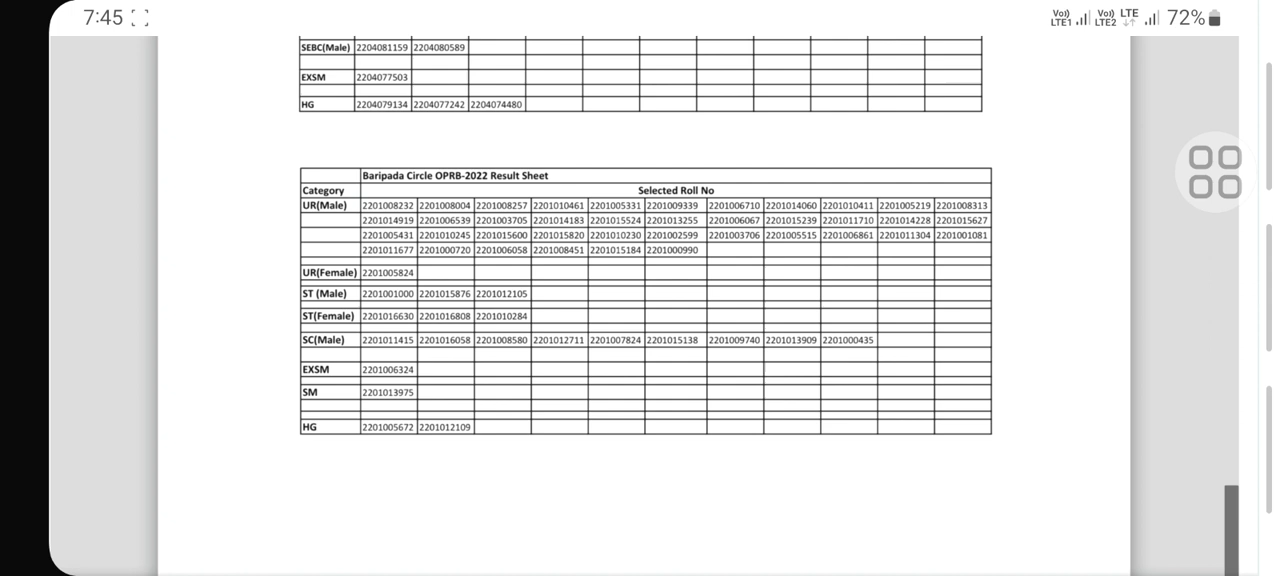 7:45
Vo)) LTE1 Vo)) LTE2 LTE 72%
SEBC(Male) 2204081159 2204080589
EXSM 2204077503
HG 2204079134 2204077242 2204074480
Baripada Circle OPRB-2022 Result Sheet
Category Selected Roll No
UR(Male) 2201008232 2201008004 2201008257 2201010461 2201005331 2201009339 2201006710 2201014060 2201010411 2201005219 2201008313
2201014919 2201006539 2201003705 2201014183 2201015524 2201013255 2201006067 2201015239 2201011710 2201014228 2201015627
2201005431 2201010245 2201015600 2201015820 2201010230 2201002599 2201003706 2201005515 2201006861 2201011304 2201001081
2201011677 2201000720 2201006058 2201008451 2201015184 2201000990
UR(Female) 2201005824
ST (Male) 2201001000 2201015876 2201012105
ST(Female) 2201016630 2201016808 2201010284
SC(Male) 2201011415 2201016058 2201008580 2201012711 2201007824 2201015138 2201009740 2201013909 2201000435
EXSM 2201006324
SM 2201013975
HG 2201005672 2201012109